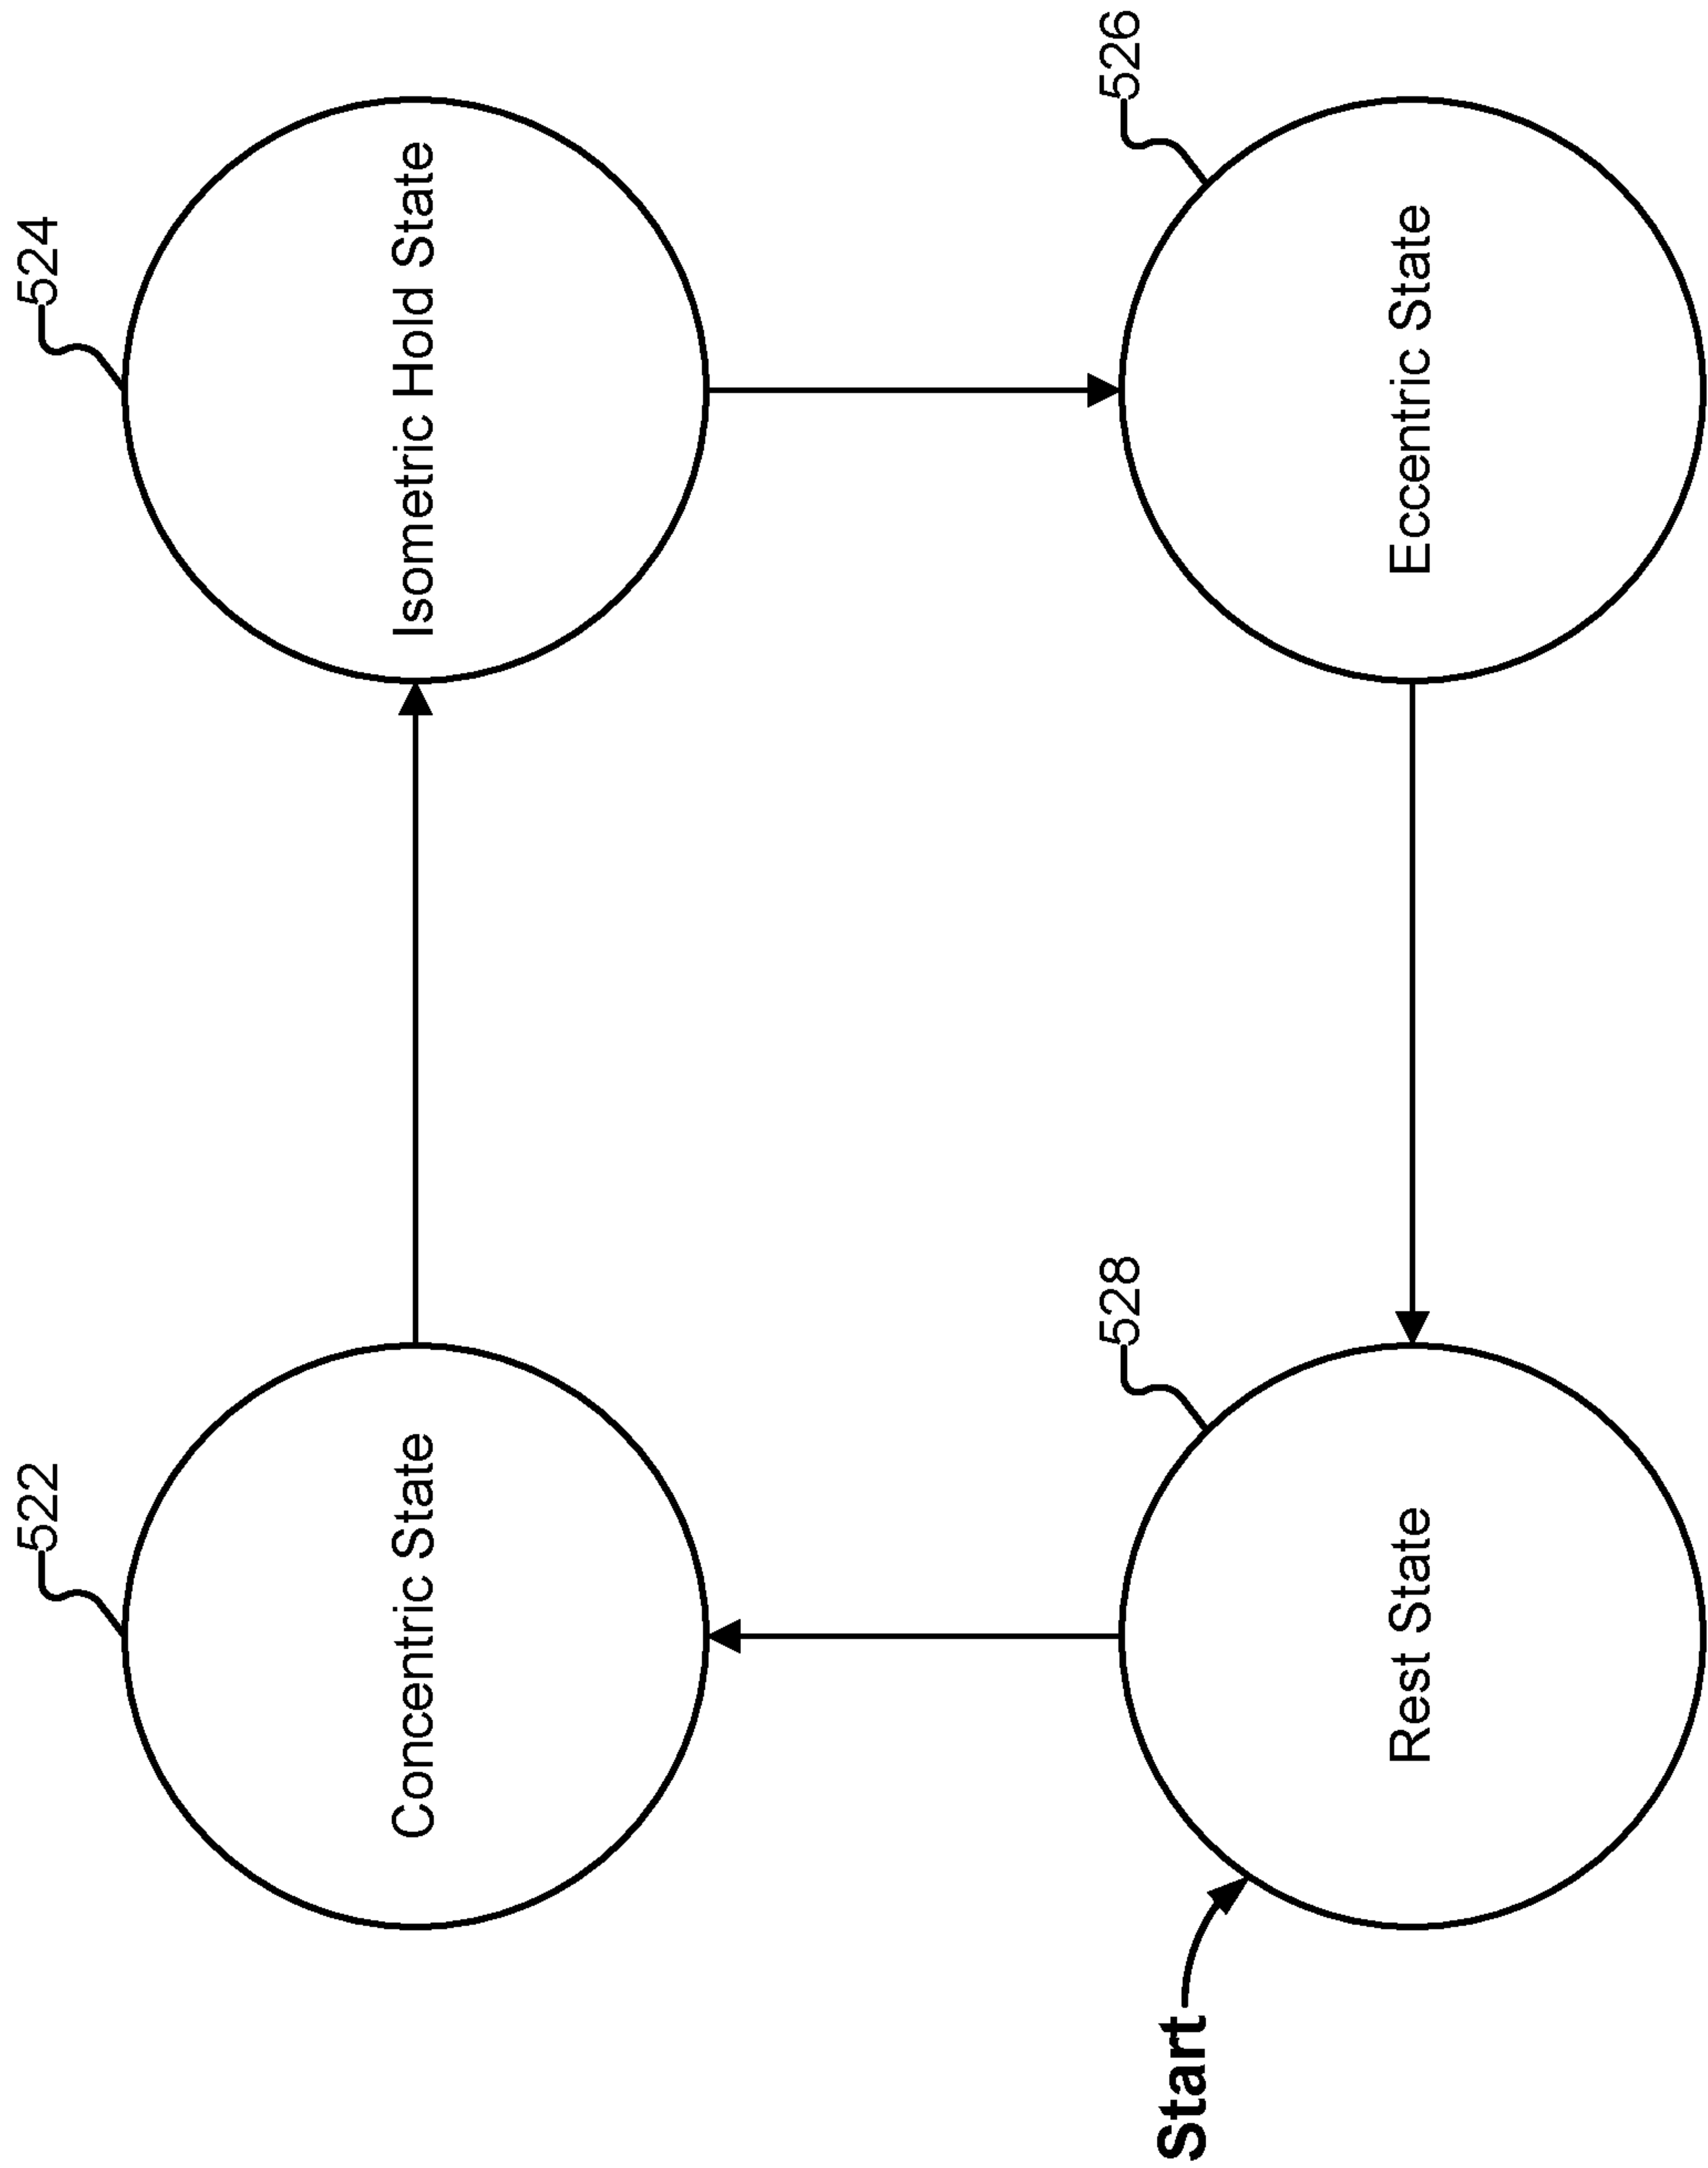 522
Concentric State
524
Isometric Hold State
Start
528
Rest State
526
Eccentric State